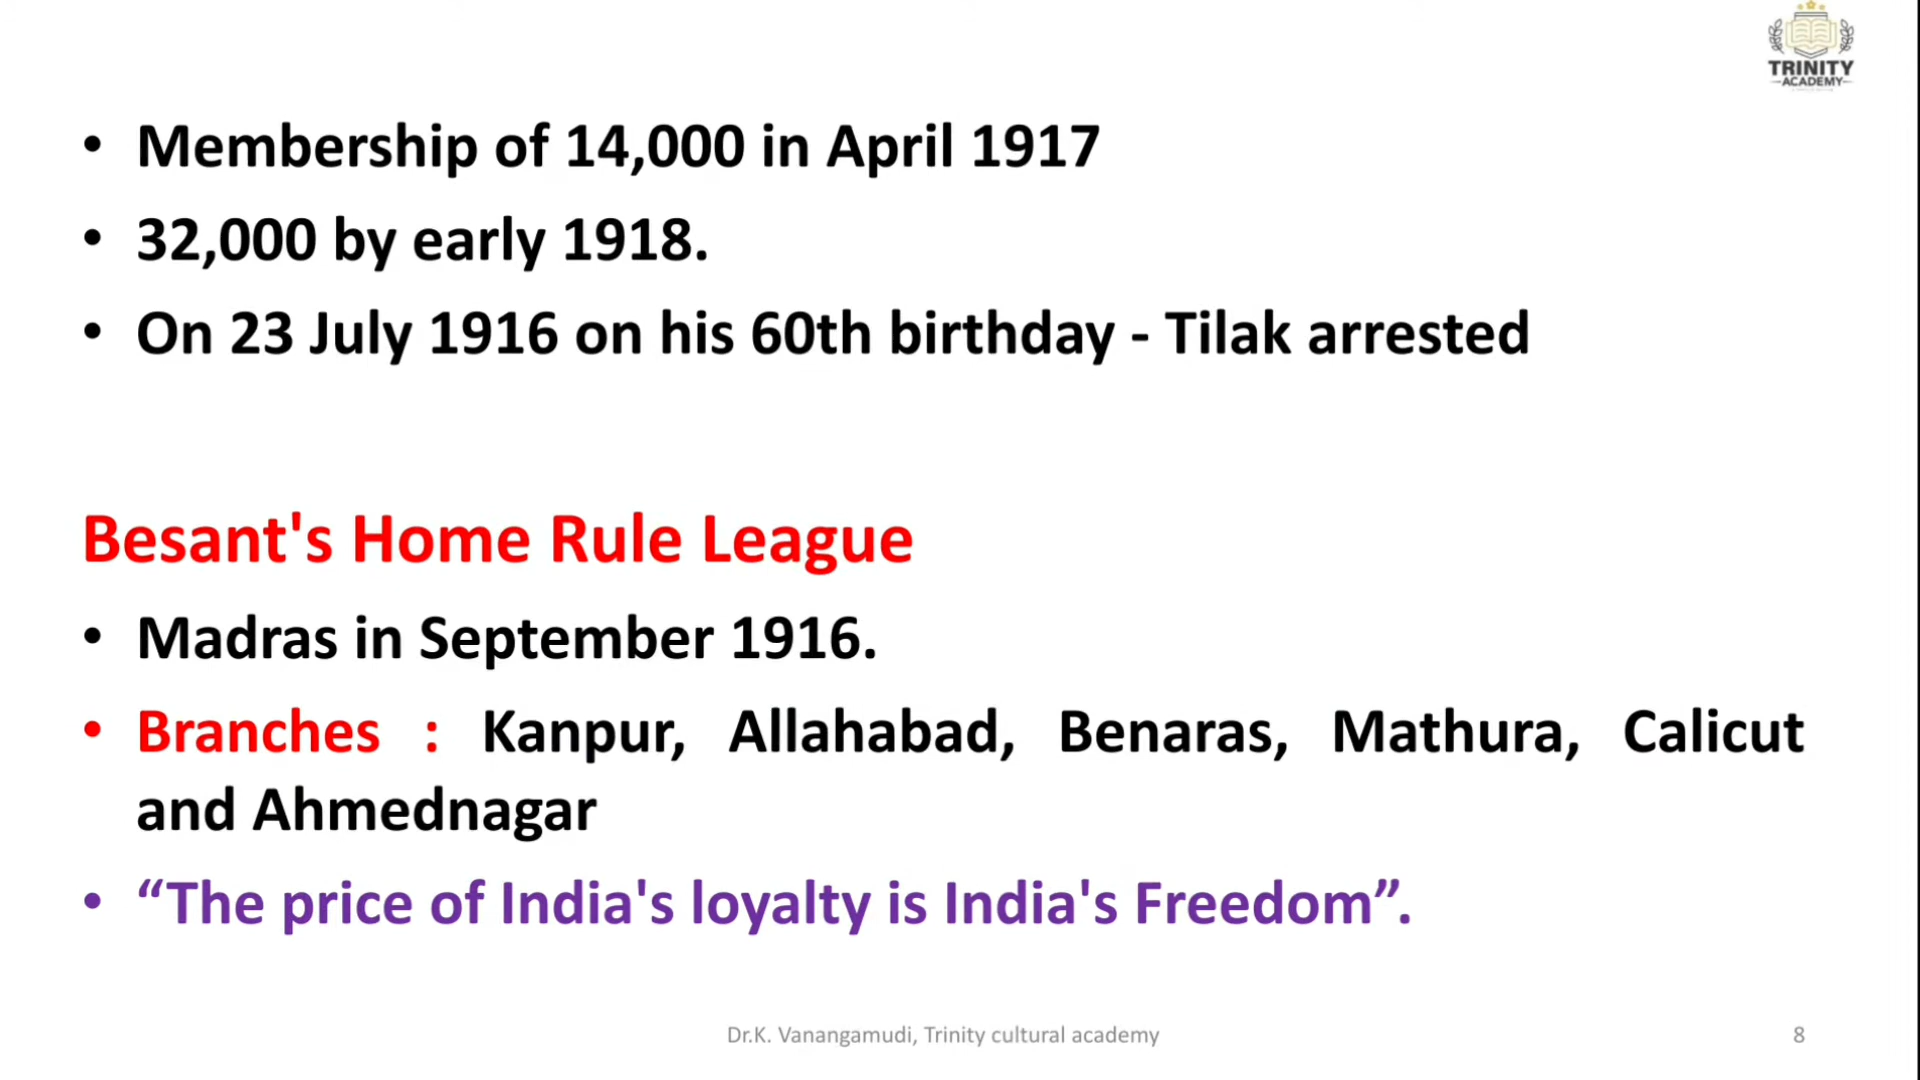 TRINITY
ACADEMY
• Membership of 14,000 in April 1917
• 32,000 by early 1918.
• On 23 July 1916 on his 60th birthday - Tilak arrested
Besant's Home Rule League
• Madras in September 1916.
• Branches : Kanpur, Allahabad, Benaras, Mathura, Calicut
and Ahmednagar
• “The price of India's loyalty is India's Freedom”.
Dr.K. Vanangamudi, Trinity cultural academy
8